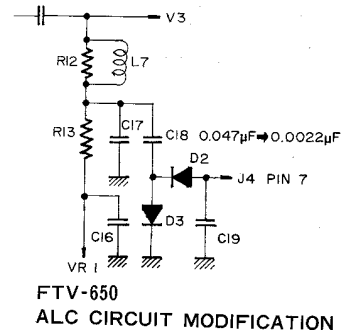 V3
R12
L7
R13
C17
C18 0.047µF➡0.0022µF
D2
J4 PIN 7
D3
C16
C19
VR 1
FTV-650
ALC CIRCUIT MODIFICATION